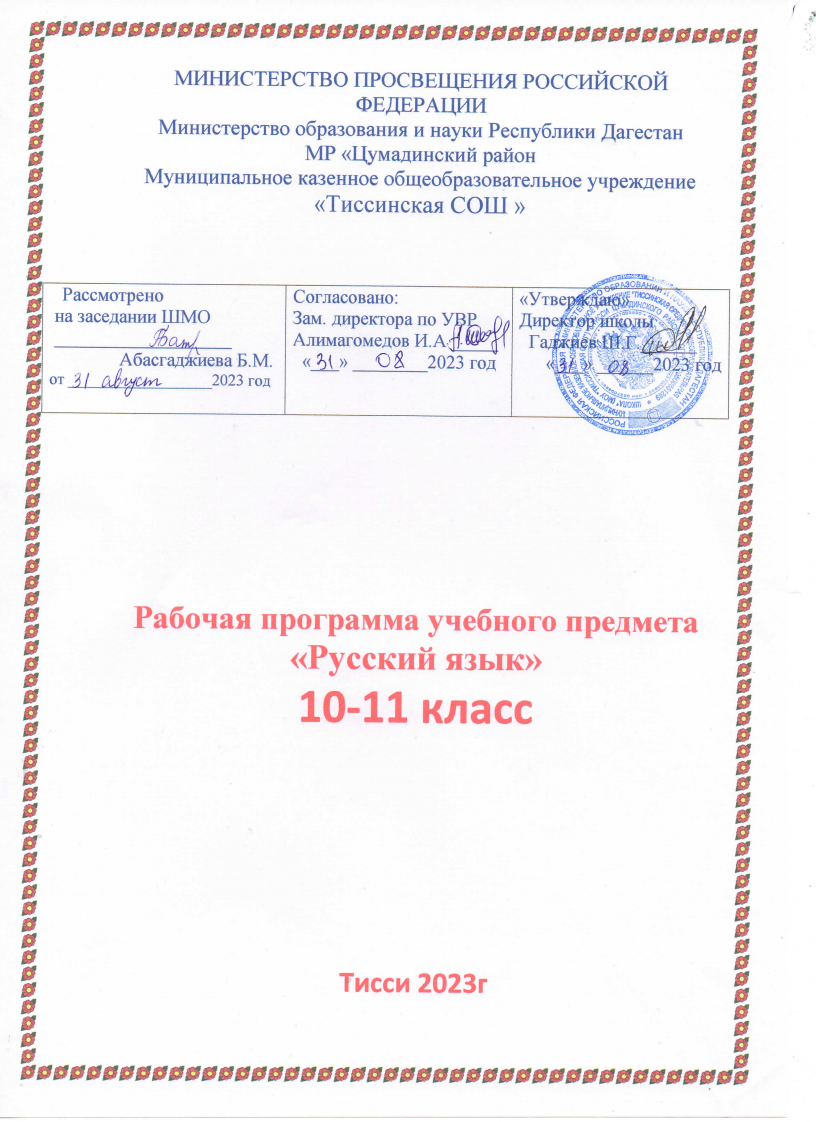 МИНИСТЕРСТВО ПРОСВЕЩЕНИЯ РОССИЙСКОЙ
ФЕДЕРАЦИИ
Министерство образования и науки Республики Дагестан
МР «Цумадинский район
Муниципальное казенное общеобразовательное учреждение
«Тиссинская СОШ »
Рассмотрено
на заседании ШМО
Абасгаджиева Б.М.
от 31 август 2023 год
Согласовано:
Зам. директора по УВР
Алимагомедов И.А.
«31» 08 2023 год
«Утверждаю»
Директор школы
Гаджиев Ш.Г.
«31» 08 2023 год
Рабочая программа учебного предмета
«Русский язык»
10-11 класс
Тисси 2023г